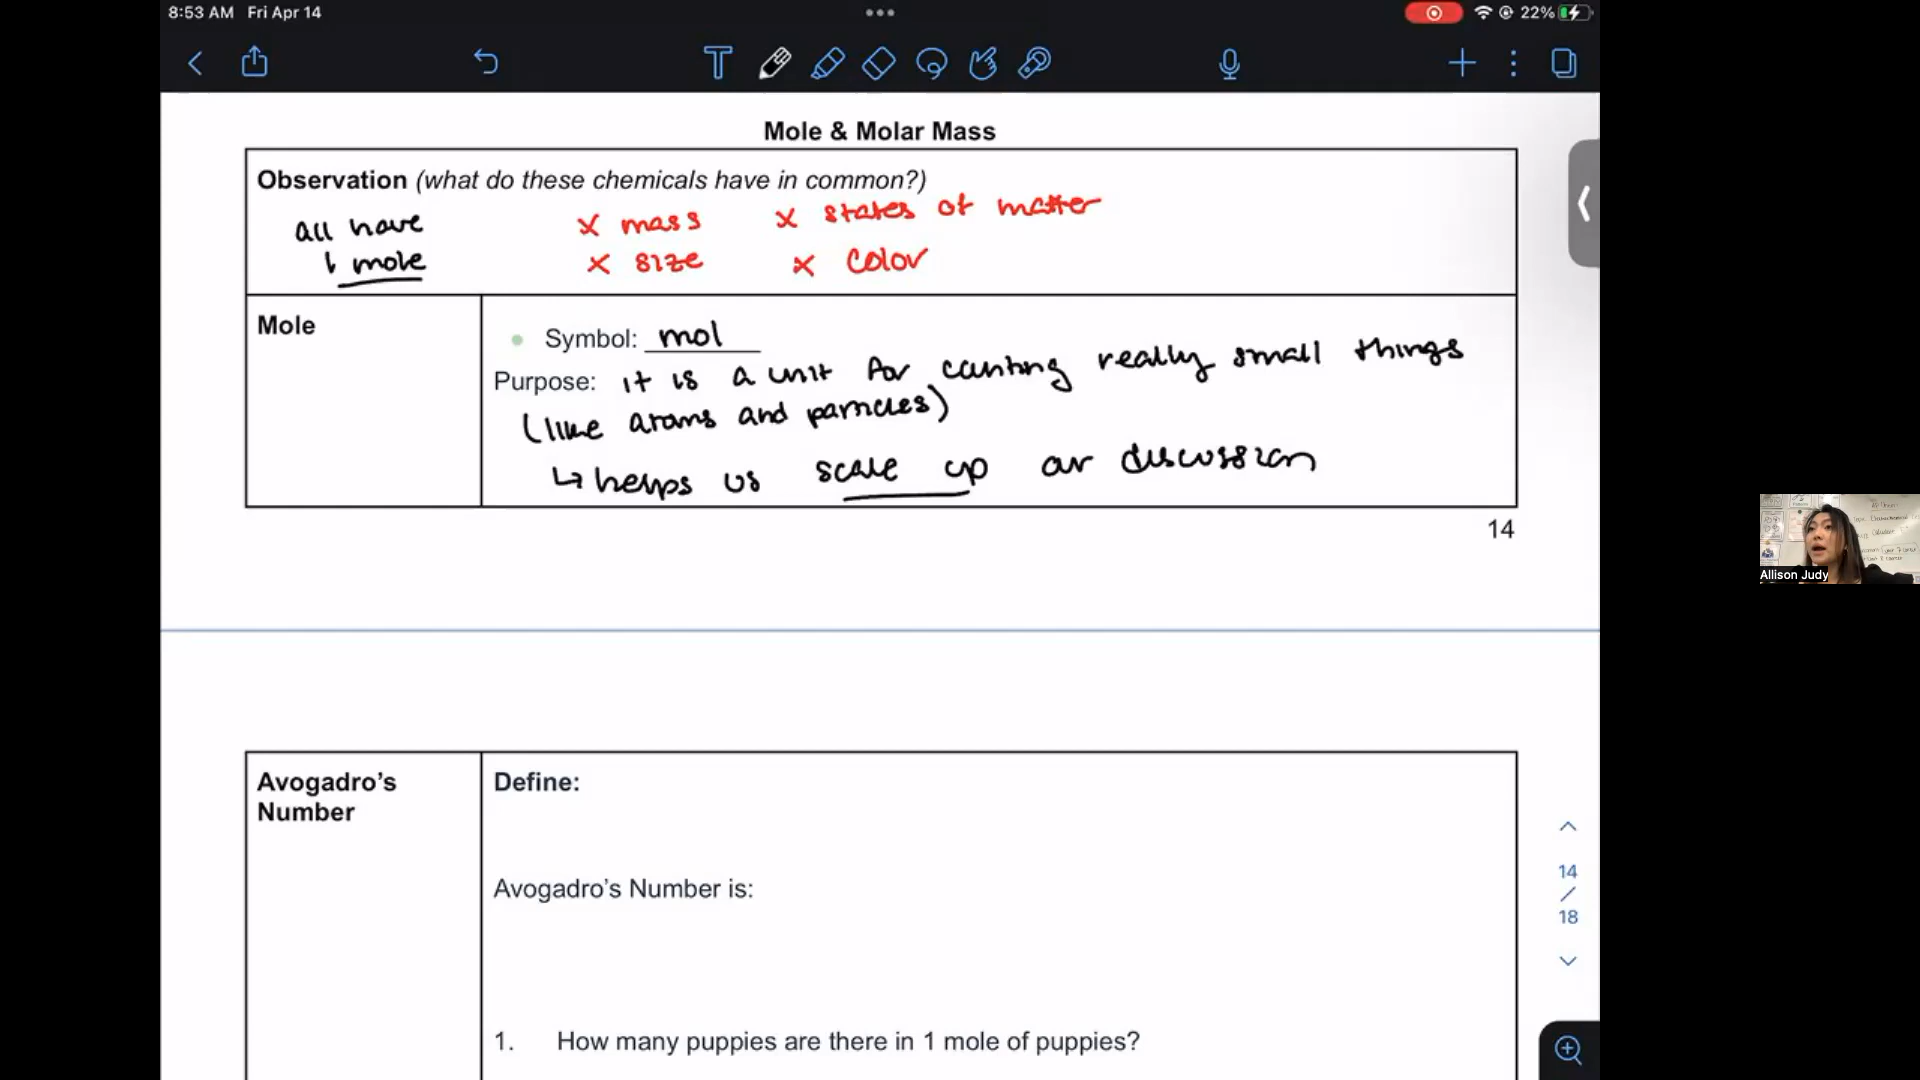 8:53 AM Fri Apr 14
22%
Mole & Molar Mass
Observation (what do these chemicals have in common?)
all have
1 mole
x mass
x states of matter
x size
x color
Mole
• Symbol: mol
Purpose: it is a unit for counting really small things
(like atoms and particles)
↳ helps us scale up our discussion
14
Avogadro's
Number
Define:
Avogadro's Number is:
1. How many puppies are there in 1 mole of puppies?
14
/
18
Allison Judy